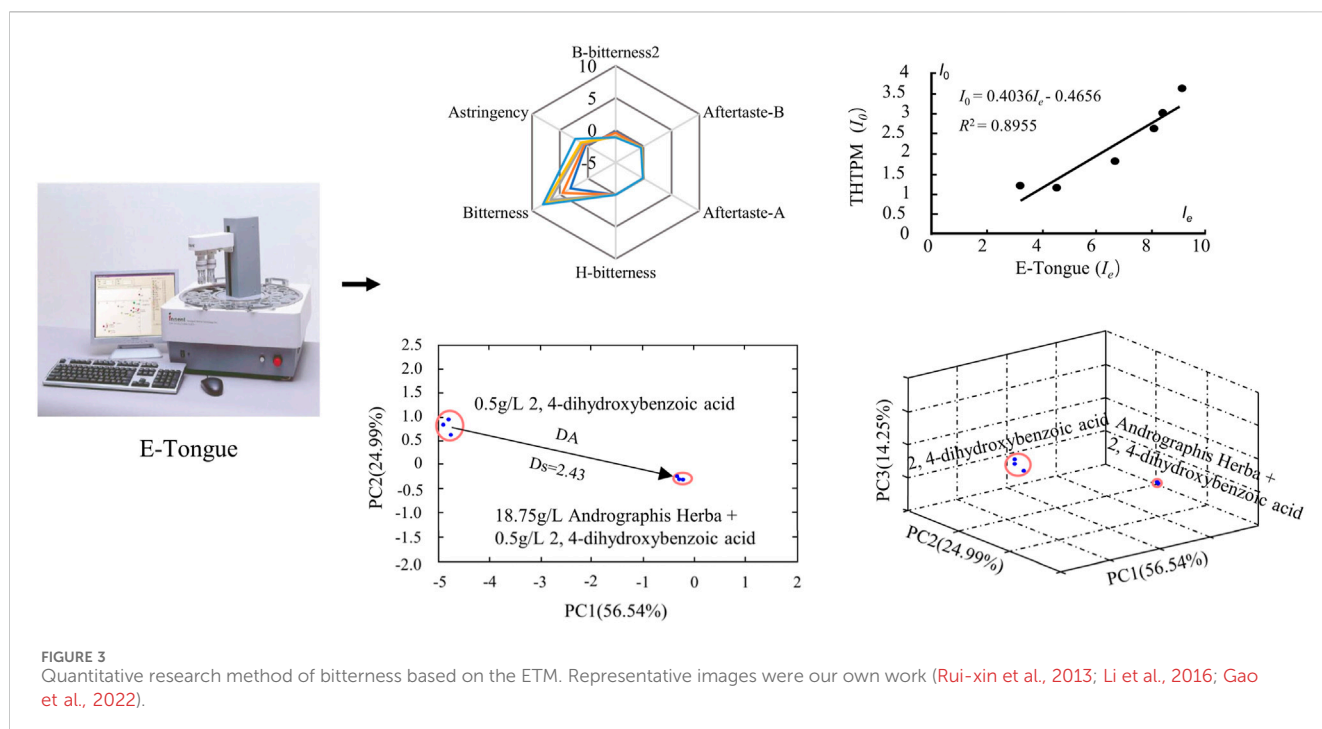 B-bitterness2
10
5
0
-5
Astringency
Aftertaste-B
Bitterness
Aftertaste-A
H-bitterness
E-Tongue
4
3.5
3
2.5
2
1.5
1
0.5
0
I₀
I₀ = 0.4036Iₑ - 0.4656
R² = 0.8955
THTPM (I₀)
Iₑ
0
2
4
6
8
10
E-Tongue (Iₑ)
2.5
2.0
1.5
1.0
0.5
0
-0.5
-1.0
-1.5
-2.0
PC2(24.99%)
0.5g/L 2, 4-dihydroxybenzoic acid
DA
Ds=2.43
18.75g/L Andrographis Herba +
0.5g/L 2, 4-dihydroxybenzoic acid
-5
-4
-3
-2
-1
0
1
2
PC1(56.54%)
PC3(14.25%)
2, 4-dihydroxybenzoic acid
Andrographis Herba +
2, 4-dihydroxybenzoic acid
PC2(24.99%)
PC1(56.54%)
FIGURE 3
Quantitative research method of bitterness based on the ETM. Representative images were our own work (Rui-xin et al., 2013; Li et al., 2016; Gao
et al., 2022).